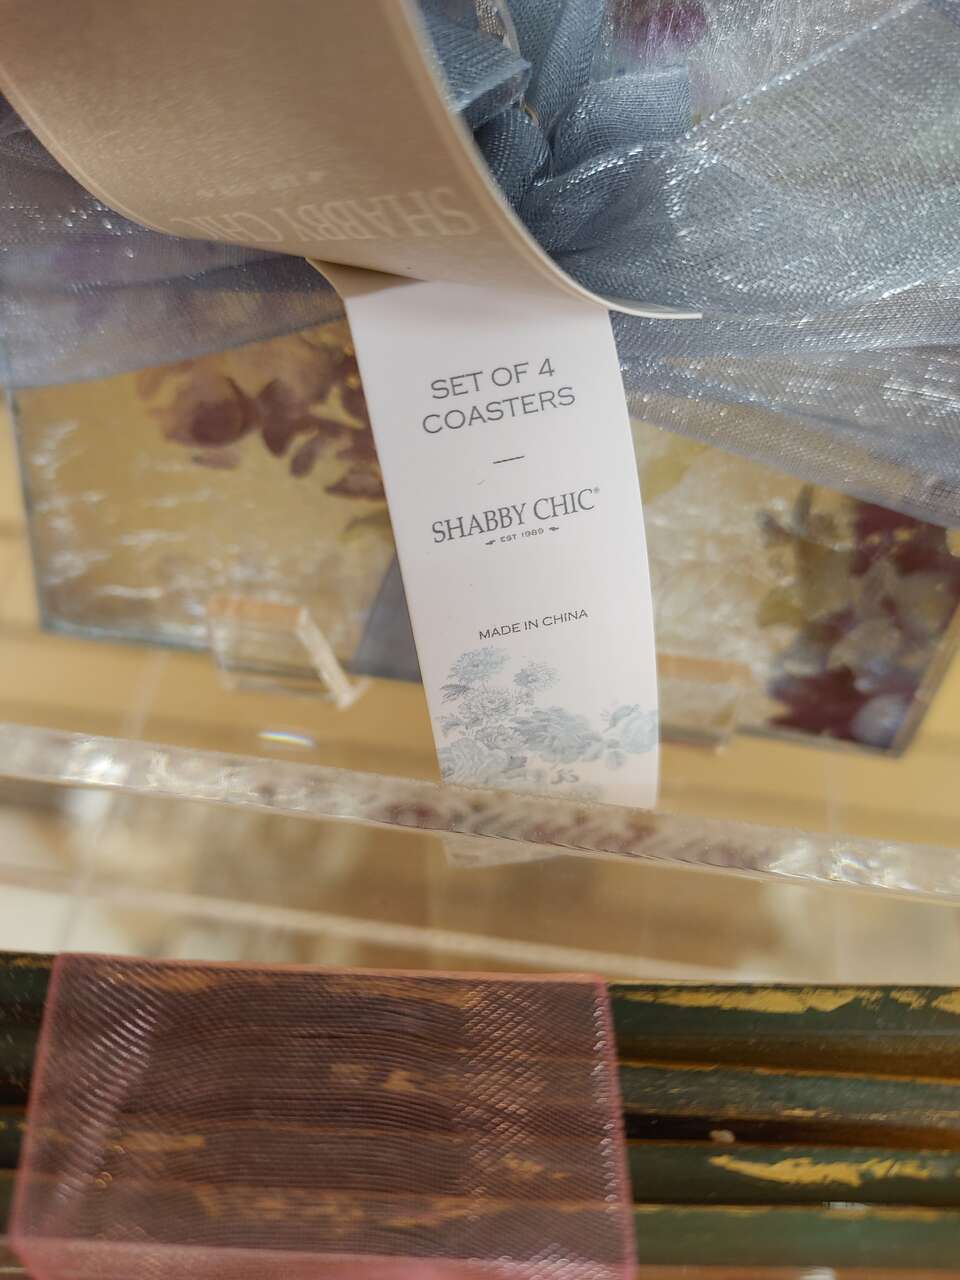 SHABBY CHIC
SET OF 4
COASTERS
SHABBY CHIC®
EST 1989
MADE IN CHINA